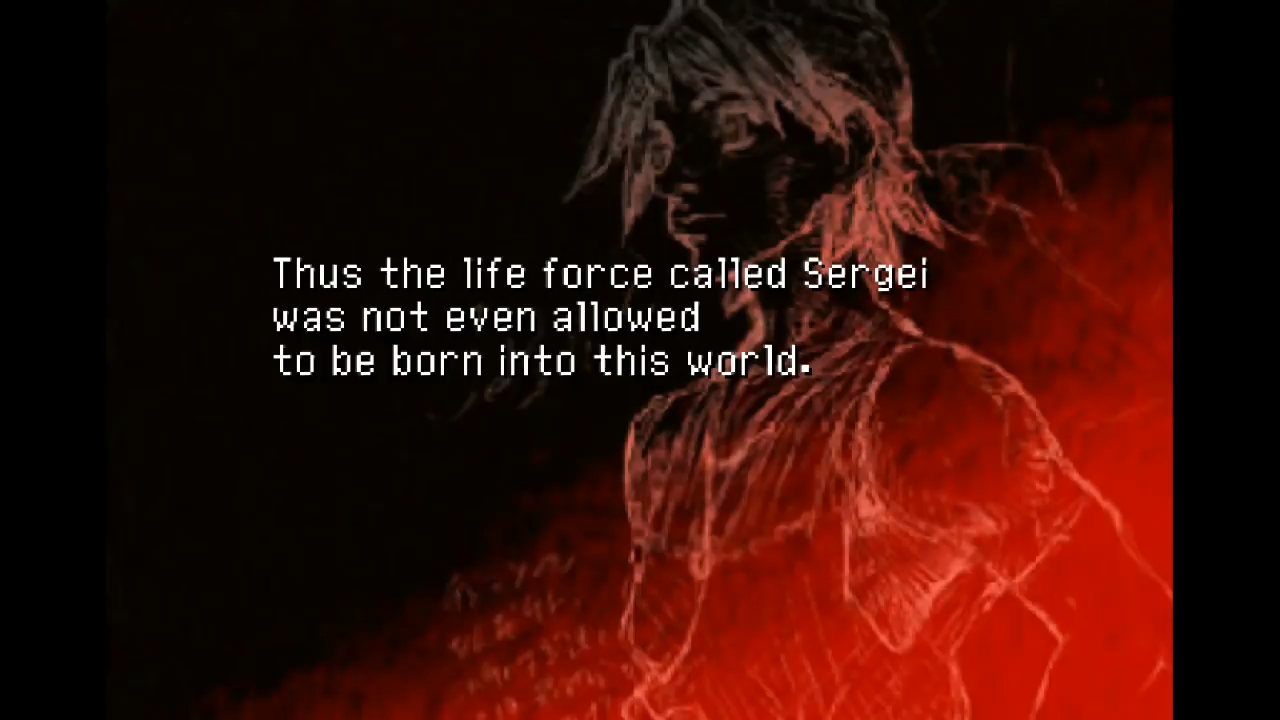 Thus the life force called Sergei
was not even allowed
to be born into this world.